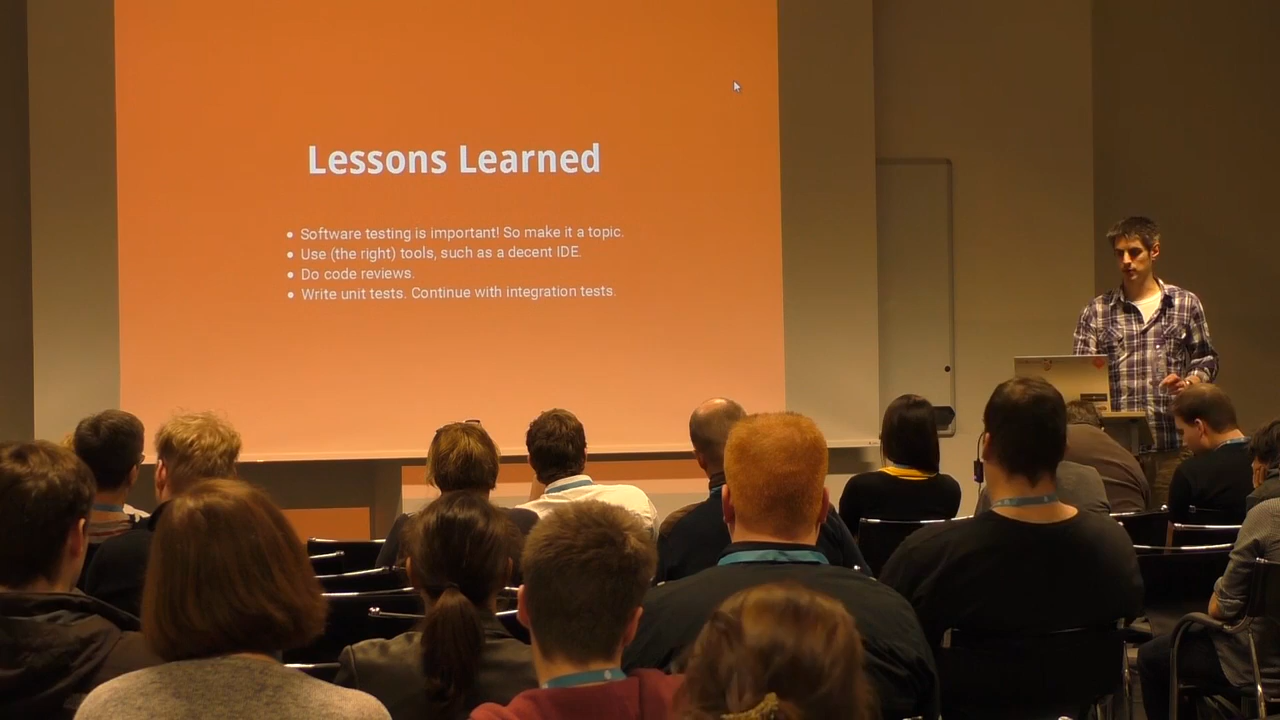 Lessons Learned
Software testing is important! So make it a topic.
Use (the right) tools, such as a decent IDE.
Do code reviews.
Write unit tests. Continue with integration tests.